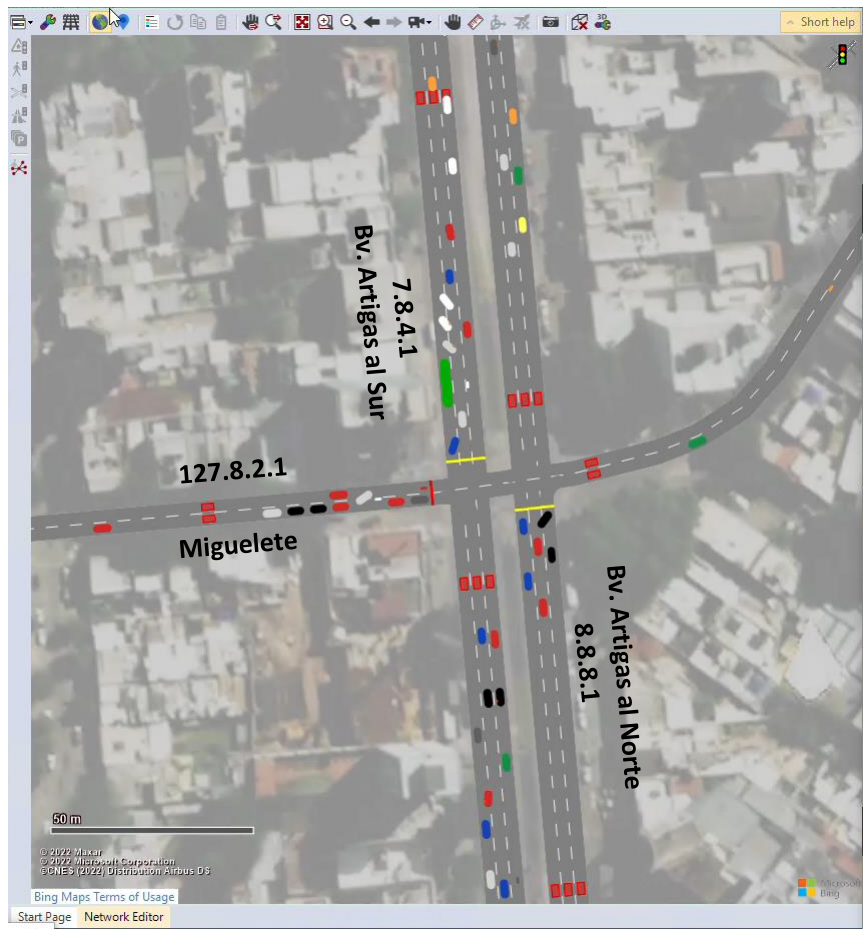 3D
Short help
7.8.4.1
Bv. Artigas al Sur
127.8.2.1
Miguelete
Bv. Artigas al Norte
8.8.8.1
50 m
© 2022 Maxar
© 2022 Microsoft Corporation
©CNES (2022) Distribution Airbus DS
Microsoft
Bing
Bing Maps Terms of Usage
Start Page
Network Editor